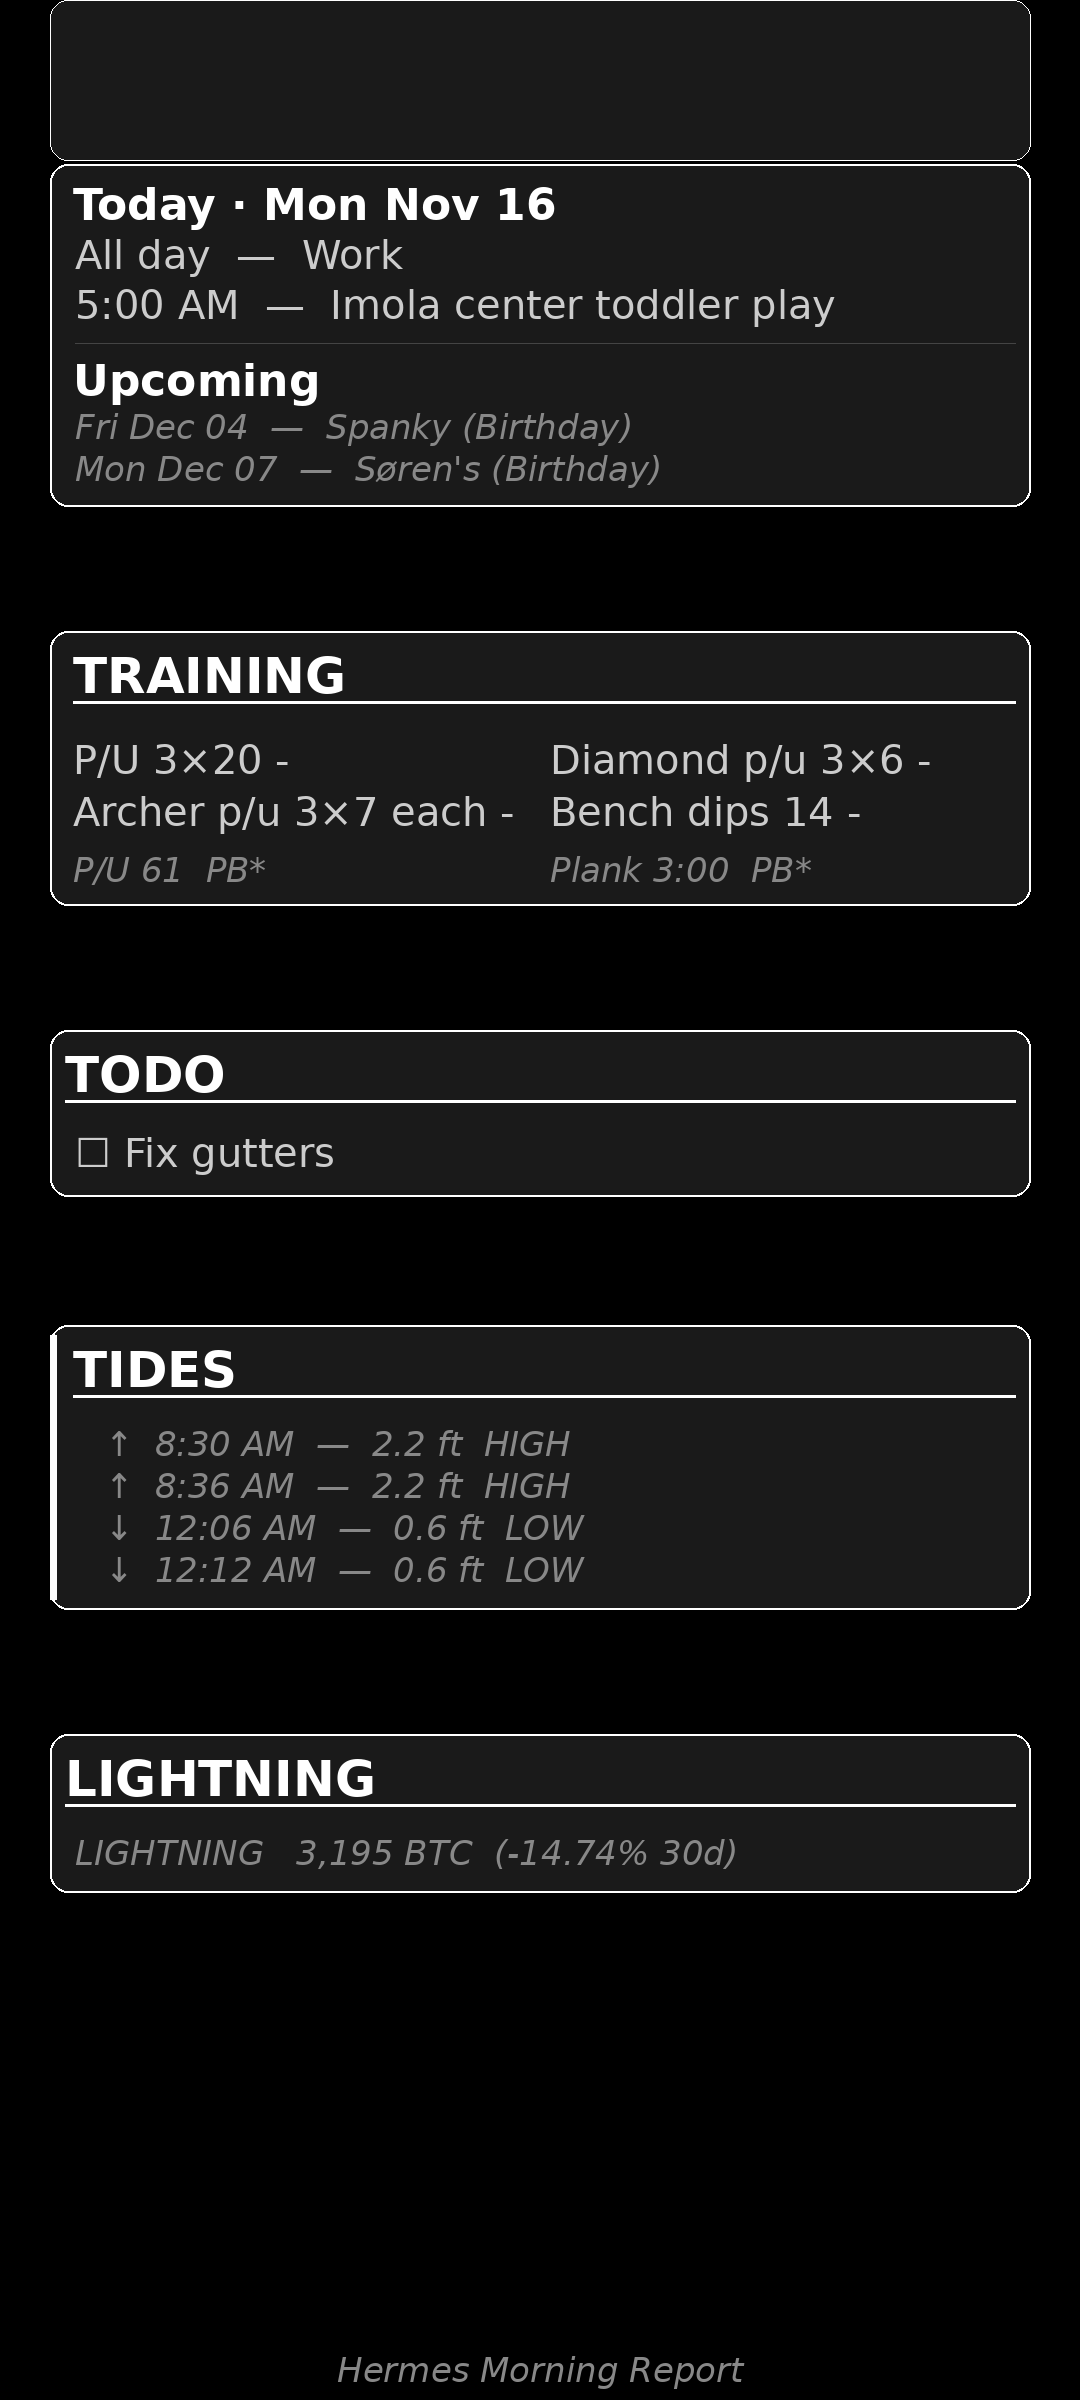 Today · Mon Nov 16
All day — Work
5:00 AM — Imola center toddler play
Upcoming
Fri Dec 04 — Spanky (Birthday)
Mon Dec 07 — Søren's (Birthday)
TRAINING
P/U 3×20 - Diamond p/u 3×6 -
Archer p/u 3×7 each - Bench dips 14 -
P/U 61 PB* Plank 3:00 PB*
TODO
☐ Fix gutters
TIDES
↑ 8:30 AM — 2.2 ft HIGH
↑ 8:36 AM — 2.2 ft HIGH
↓ 12:06 AM — 0.6 ft LOW
↓ 12:12 AM — 0.6 ft LOW
LIGHTNING
LIGHTNING 3,195 BTC (-14.74% 30d)
Hermes Morning Report